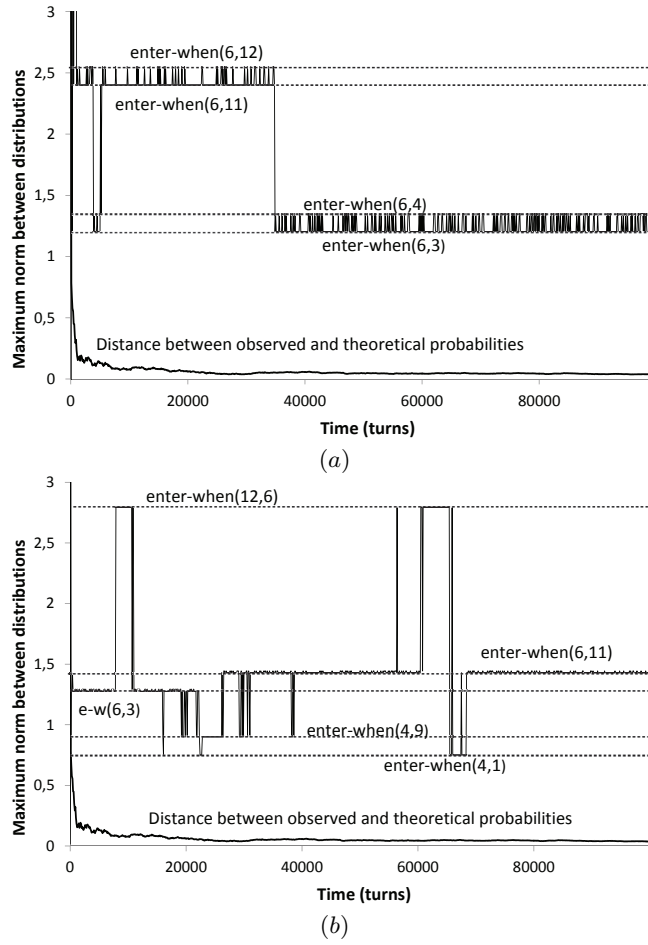 3
2,5
2
1,5
1
0,5
0
Maximum norm between distributions
enter-when(6,12)
enter-when(6,11)
enter-when(6,4)
enter-when(6,3)
Distance between observed and theoretical probabilities
0 20000 40000 60000 80000
Time (turns)
(a)
3
2,5
2
1,5
1
0,5
0
Maximum norm between distributions
enter-when(12,6)
enter-when(6,11)
e-w(6,3)
enter-when(4,9)
enter-when(4,1)
Distance between observed and theoretical probabilities
0 20000 40000 60000 80000
Time (turns)
(b)